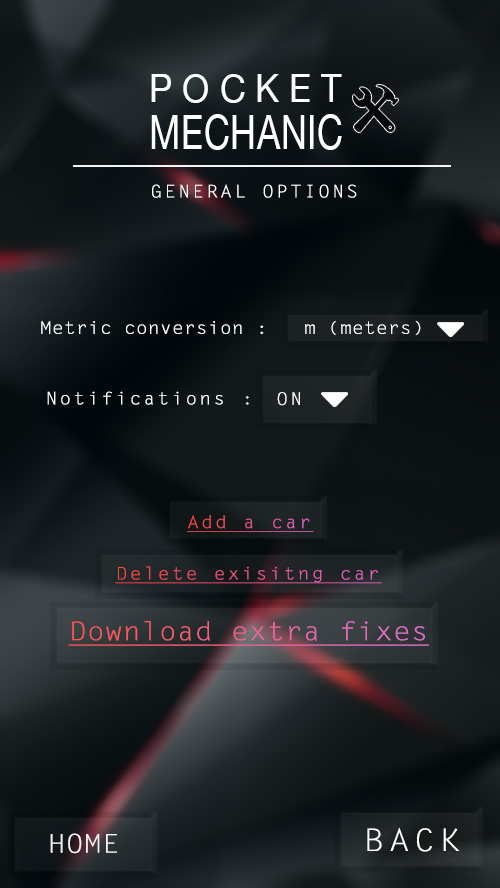 POCKET
MECHANIC
GENERAL OPTIONS
Metric conversion : m (meters)
Notifications : ON
Add a car
Delete exisitng car
Download extra fixes
HOME BACK